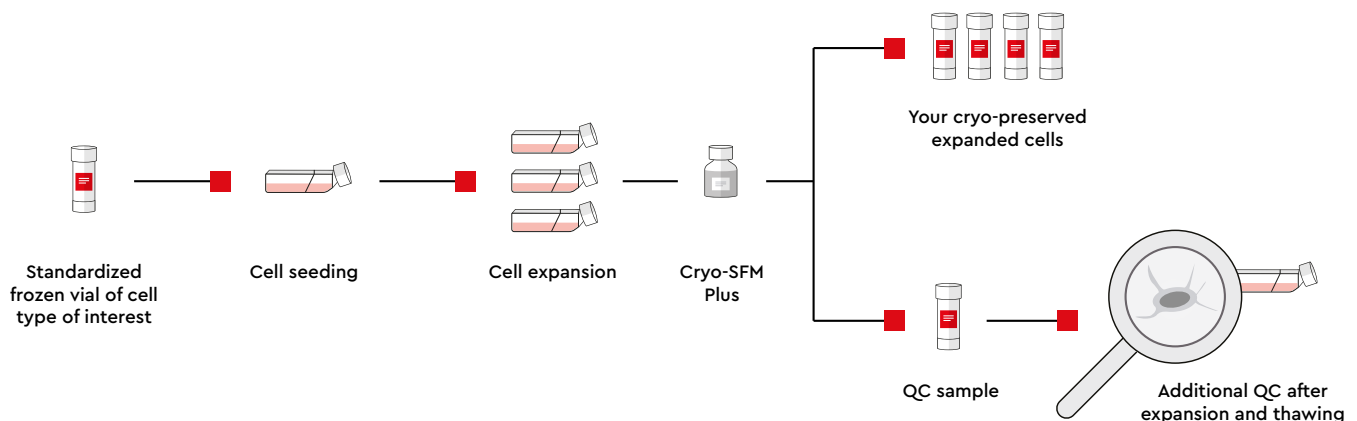 Standardized
frozen vial of cell
type of interest
Cell seeding
Cell expansion
Cryo-SFM
Plus
Your cryo-preserved
expanded cells
QC sample
Additional QC after
expansion and thawing